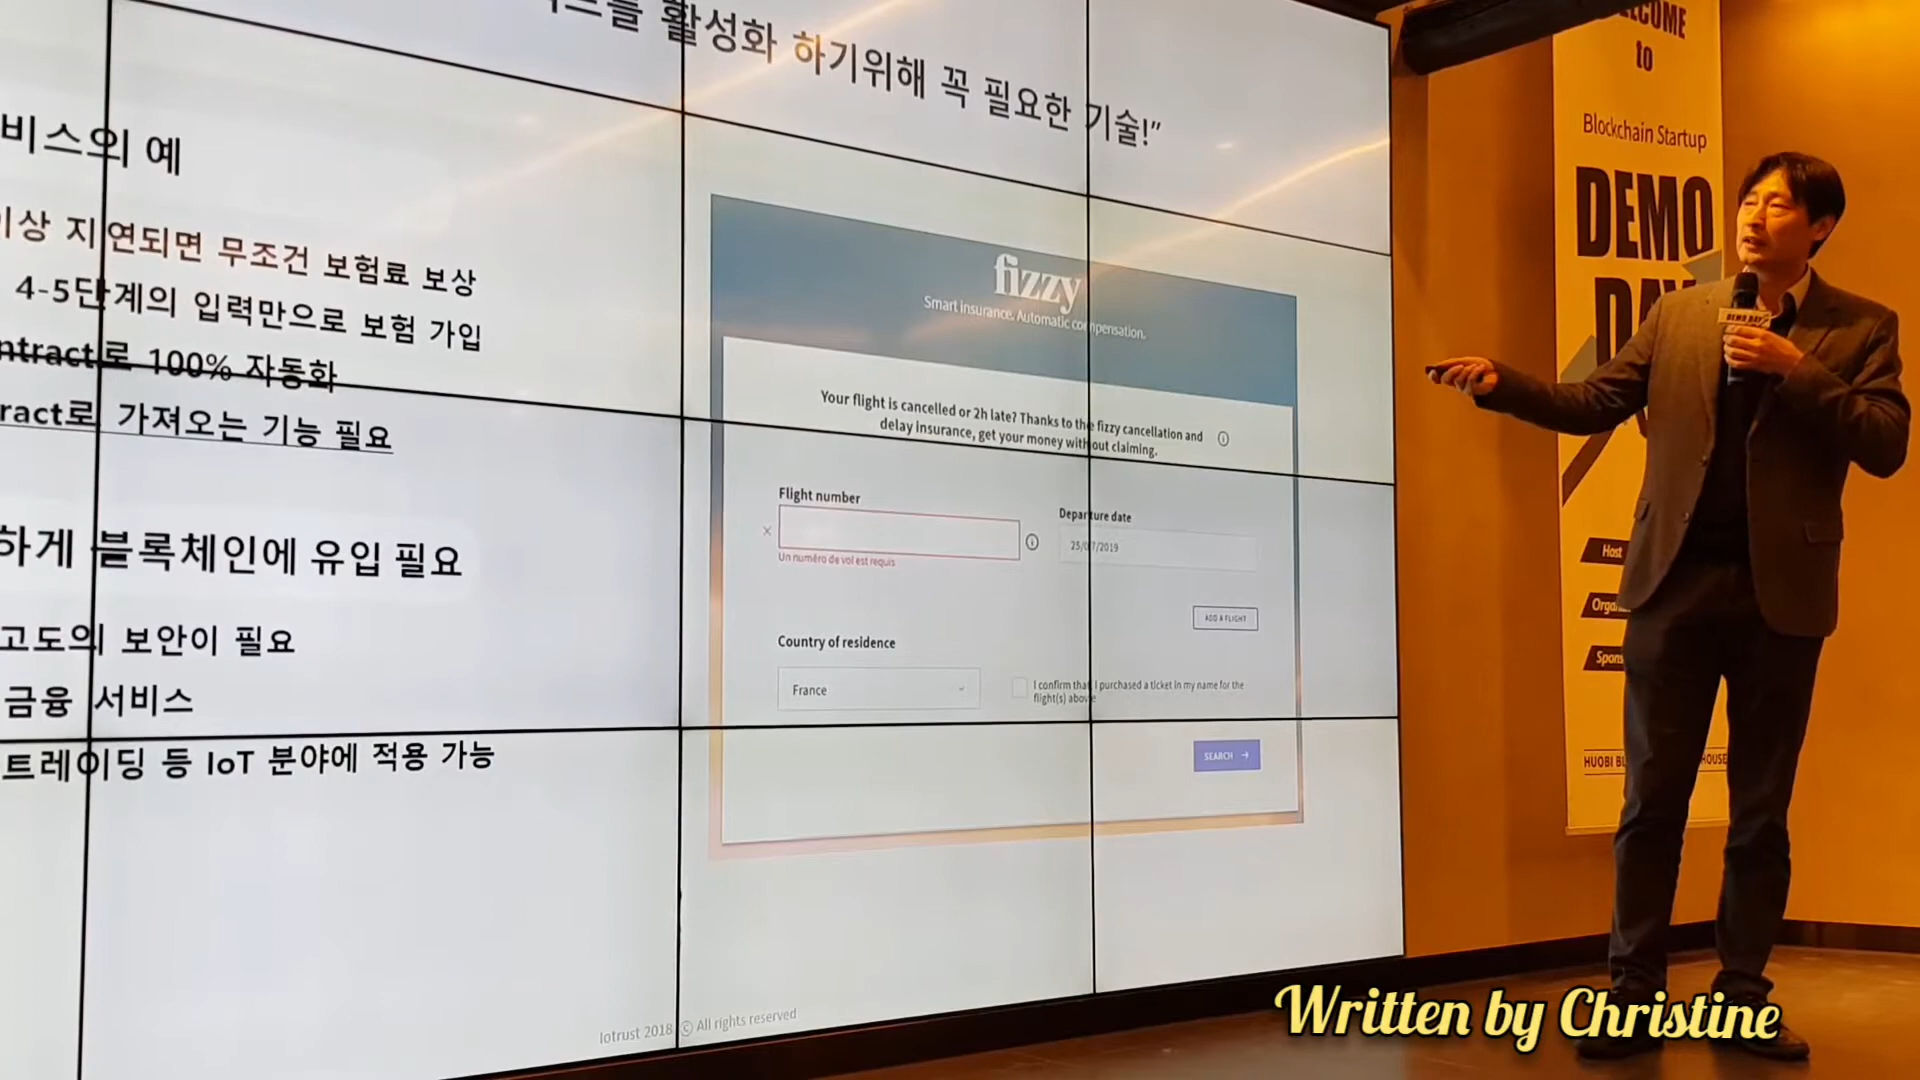 활성화 하기위해 꼭 필요한 기술!”
비스의 예
이상 지연되면 무조건 보험료 보상
4-5단계의 입력만으로 보험 가입
ntract로 100% 자동화
ract로 가져오는 기능 필요
하게 블록체인에 유입 필요
고도의 보안이 필요
금융 서비스
트레이딩 등 IoT 분야에 적용 가능
fizzy
Smart insurance. Automatic compensation.
Your flight is cancelled or 2h late? Thanks to the fizzy cancellation and
delay insurance, get your money without claiming.
Flight number
Un numéro de vol est requis
Departure date
25/07/2019
ADD A FLIGHT
Country of residence
France
I confirm that I purchased a ticket in my name for the
flight(s) above
SEARCH →
Iotrust 2018 © All rights reserved
to
Blockchain Startup
DEMO
DAY
DEMO DAY
Host
HUOBI
Written by Christine